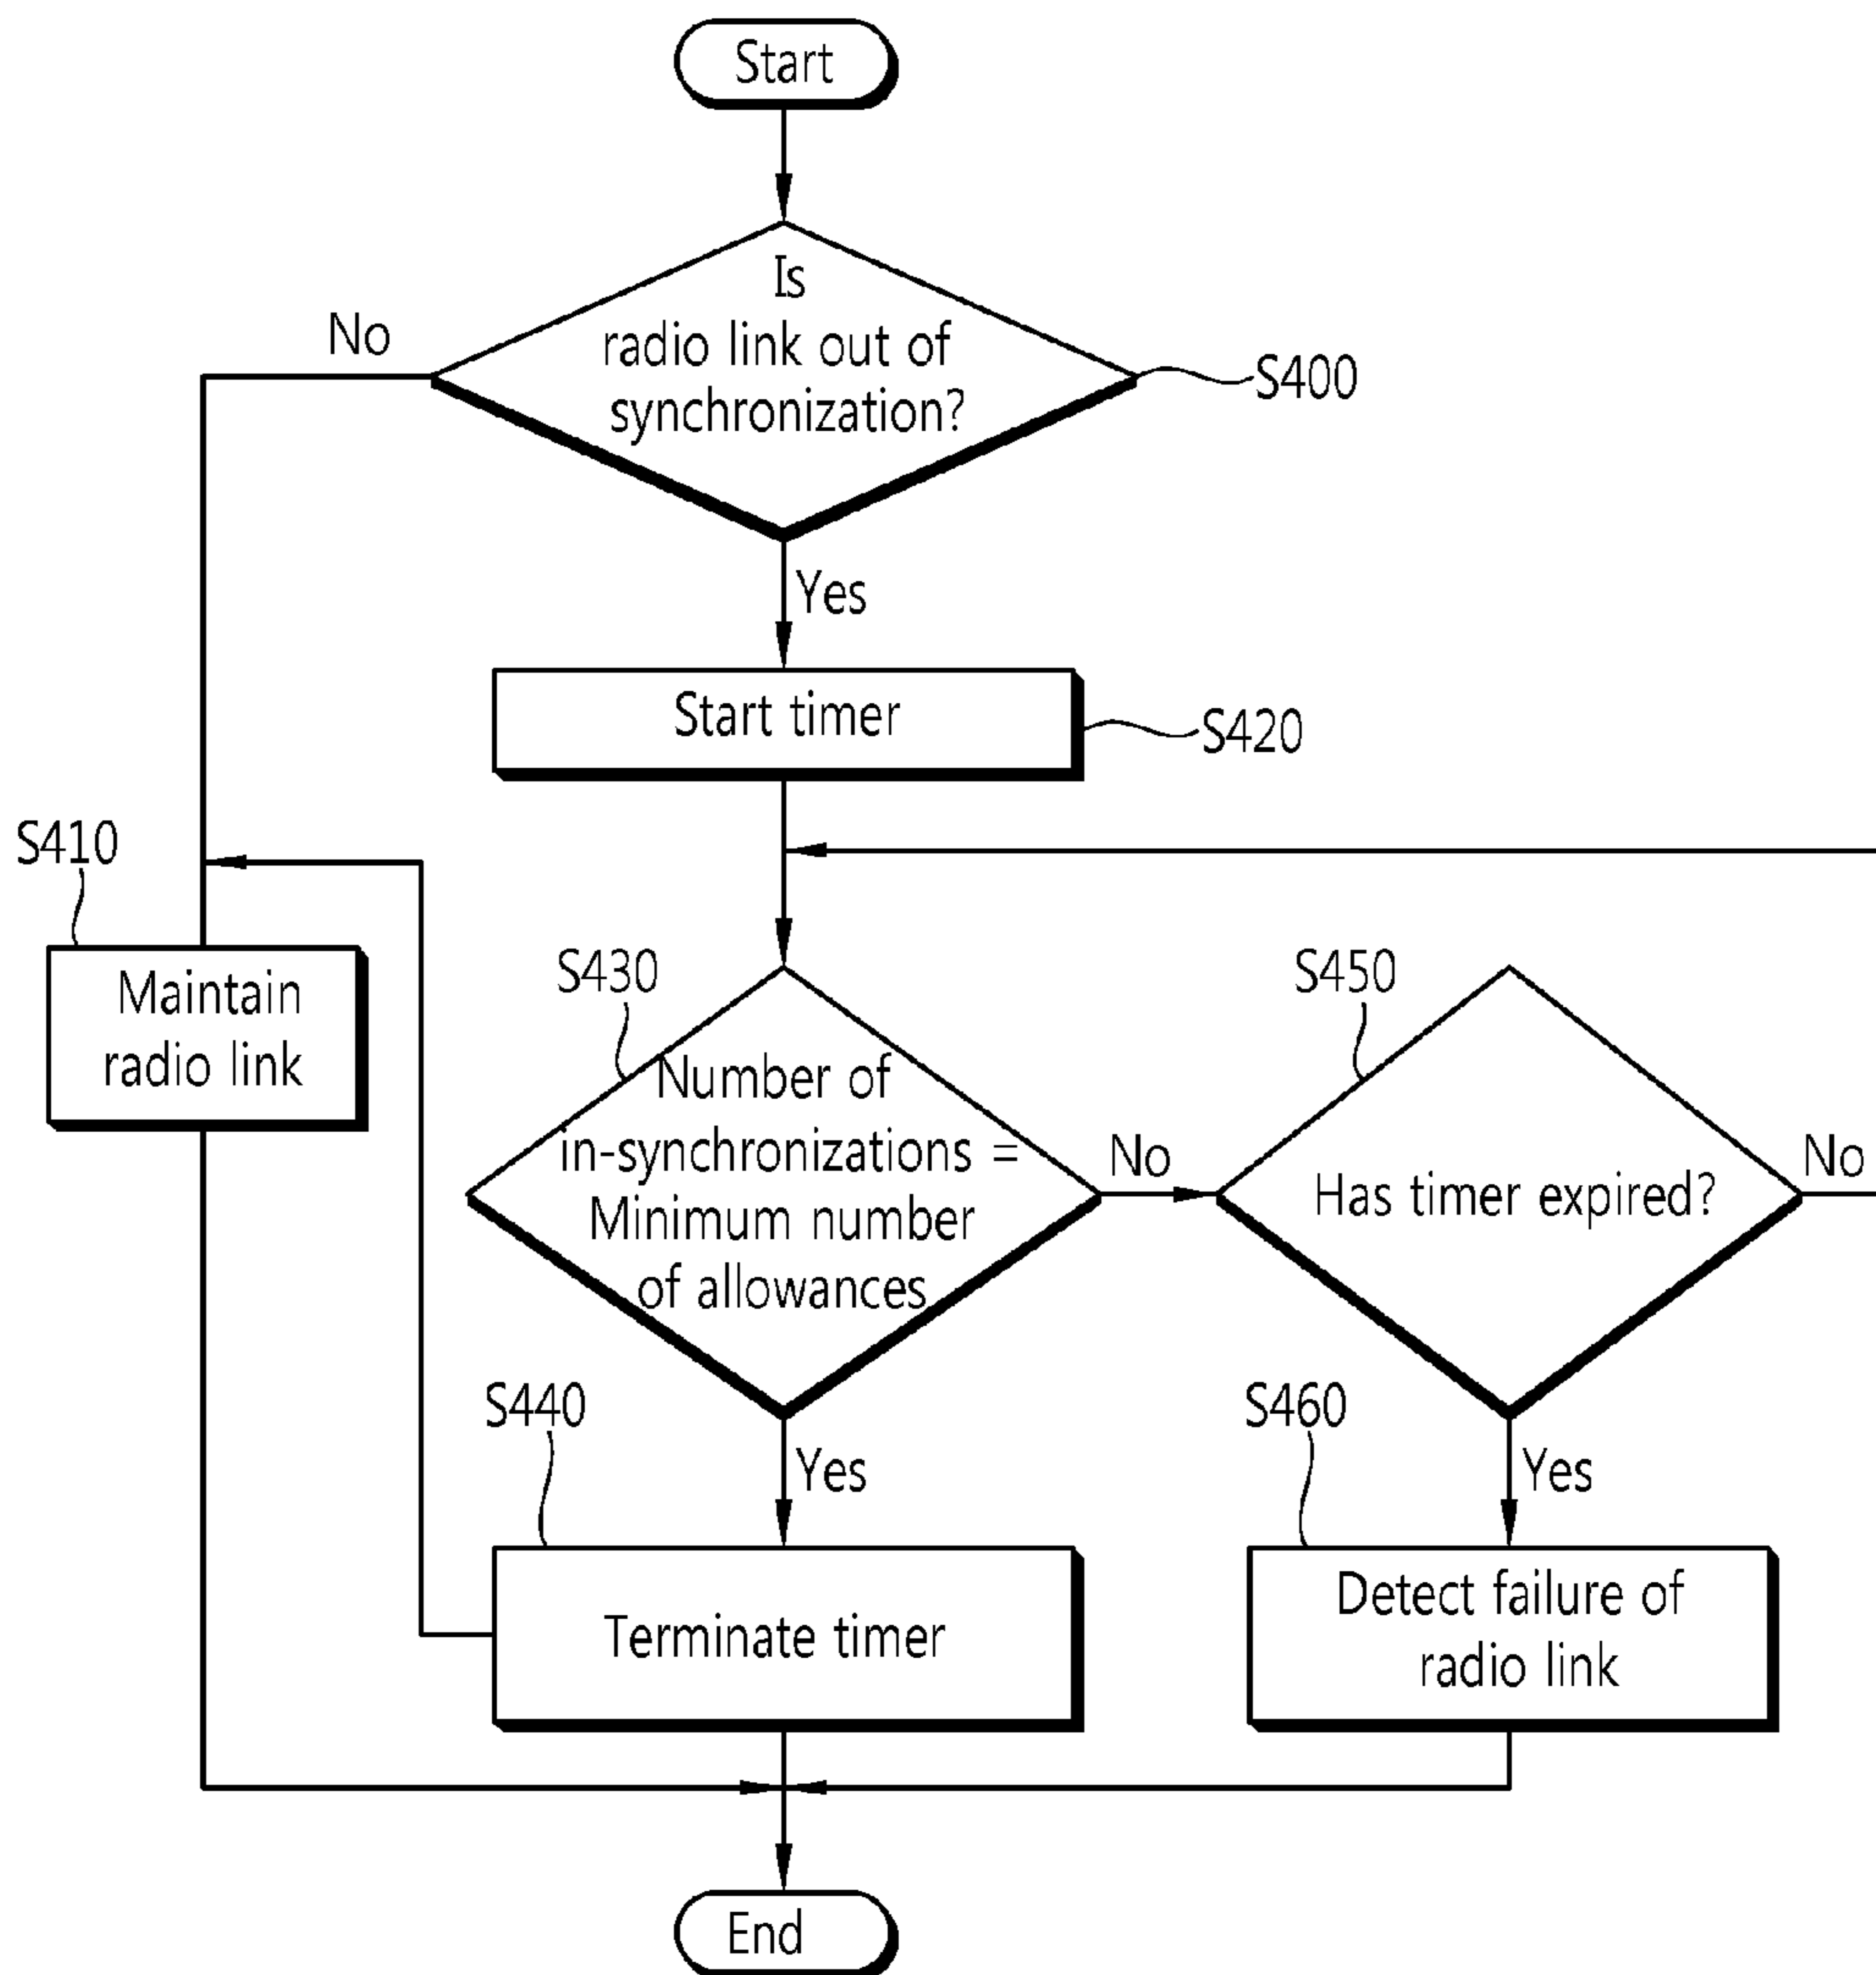 Start
Is
radio link out of
synchronization?
No
S400
Yes
Start timer
S420
S410
Maintain
radio link
S430
Number of
in-synchronizations =
Minimum number
of allowances
No
S450
Has timer expired?
No
S440
Yes
Terminate timer
S460
Yes
Detect failure of
radio link
End